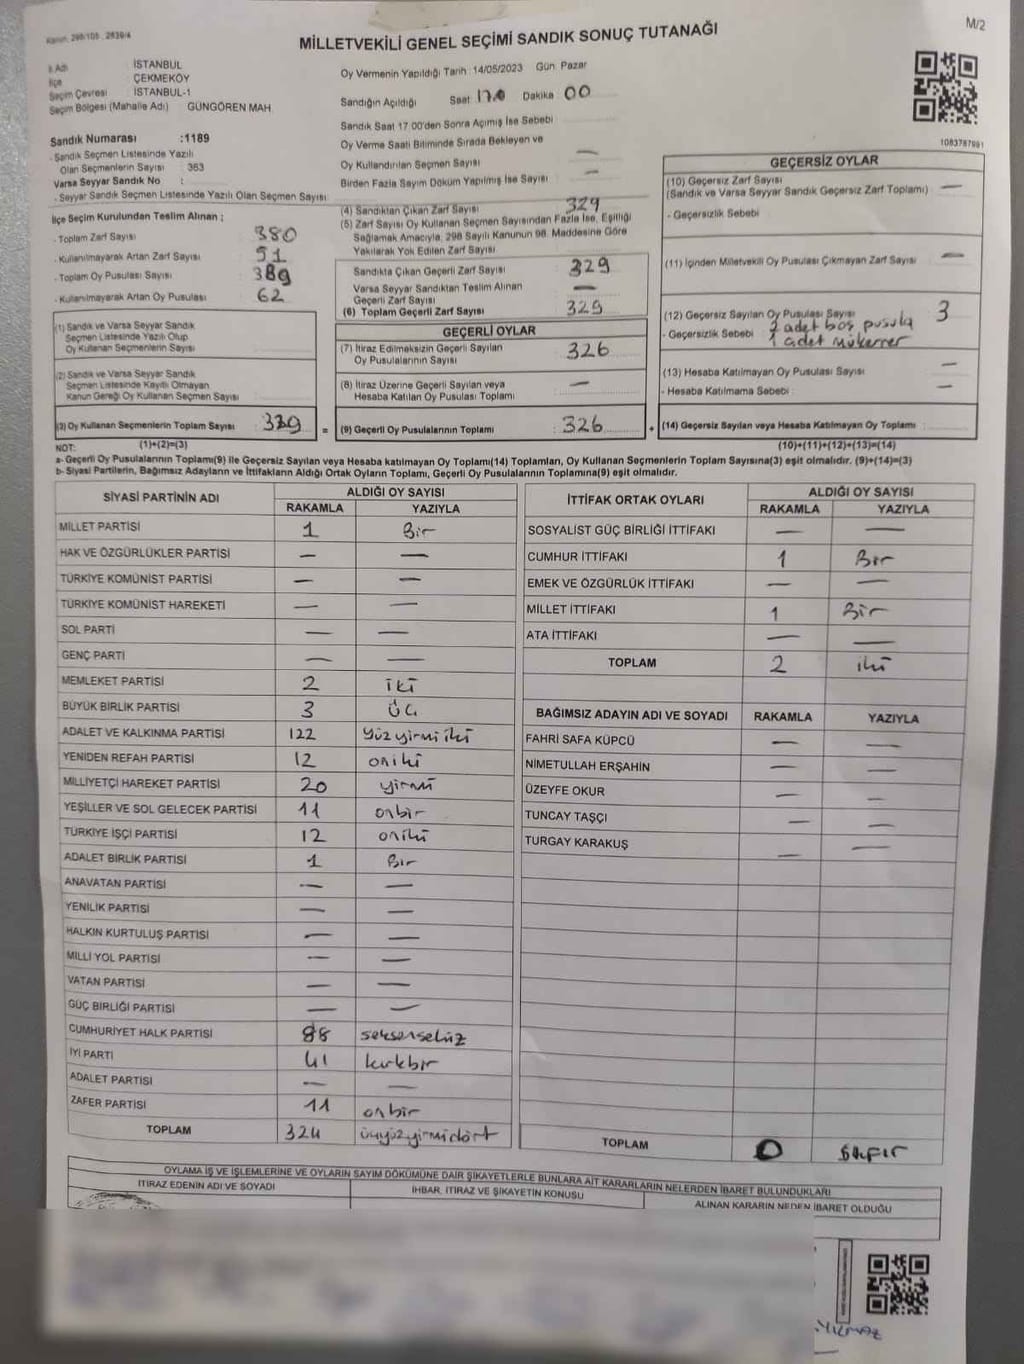 Kanun: 298/105 , 2839/4
MİLLETVEKİLİ GENEL SEÇİMİ SANDIK SONUÇ TUTANAĞI
M/2
İl Adı İSTANBUL
İlçe ÇEKMEKÖY
Seçim Çevresi İSTANBUL-1
Seçim Bölgesi (Mahalle Adı) GÜNGÖREN MAH.
Sandık Numarası :1189
- Sandık Seçmen Listesinde Yazılı
Olan Seçmenlerin Sayısı : 363
Varsa Seyyar Sandık No :
- Seyyar Sandık Seçmen Listesinde Yazılı Olan Seçmen Sayısı
İlçe Seçim Kurulundan Teslim Alınan ;
- Toplam Zarf Sayısı 380
- Kullanılmayarak Artan Zarf Sayısı 51
- Toplam Oy Pusulası Sayısı 389
- Kullanılmayarak Artan Oy Pusulası 62
(1) Sandık ve Varsa Seyyar Sandık
Seçmen Listesinde Yazılı Olup
Oy Kullanan Seçmenlerin Sayısı
(2) Sandık ve Varsa Seyyar Sandık
Seçmen Listesinde Kayıtlı Olmayan
Kanun Gereği Oy Kullanan Seçmen Sayısı
(3) Oy Kullanan Seçmenlerin Toplam Sayısı : 329 =
Oy Vermenin Yapıldığı Tarih :14/05/2023 Gün: Pazar
Sandığın Açıldığı Saat 17.0 Dakika 00
Sandık Saat 17:00'den Sonra Açılmış İse Sebebi
Oy Verme Saati Bitiminde Sırada Bekleyen ve
Oy Kullandırılan Seçmen Sayısı —
Birden Fazla Sayım Döküm Yapılmış İse Sayısı —
(4) Sandıktan Çıkan Zarf Sayısı 329
(5) Zarf Sayısı Oy Kullanan Seçmen Sayısından Fazla İse, Eşitliği
Sağlamak Amacıyla, 298 Sayılı Kanunun 98. Maddesine Göre
Yakılarak Yok Edilen Zarf Sayısı
Sandıkta Çıkan Geçerli Zarf Sayısı 329
Varsa Seyyar Sandıktan Teslim Alınan
Geçerli Zarf Sayısı —
(6) Toplam Geçerli Zarf Sayısı 329
GEÇERLİ OYLAR
(7) İtiraz Edilmeksizin Geçerli Sayılan
Oy Pusulalarının Sayısı 326
(8) İtiraz Üzerine Geçerli Sayılan veya
Hesaba Katılan Oy Pusulası Toplamı —
(9) Geçerli Oy Pusulalarının Toplamı : 326 +
1083787991
GEÇERSİZ OYLAR
(10) Geçersiz Zarf Sayısı
(Sandık ve Varsa Seyyar Sandık Geçersiz Zarf Toplamı) —
- Geçersizlik Sebebi
(11) İçinden Milletvekili Oy Pusulası Çıkmayan Zarf Sayısı —
(12) Geçersiz Sayılan Oy Pusulası Sayısı 3
- Geçersizlik Sebebi 2 adet boş pusula
1 adet mükerrer
(13) Hesaba Katılmayan Oy Pusulası Sayısı —
- Hesaba Katılmama Sebebi : —
(14) Geçersiz Sayılan veya Hesaba Katılmayan Oy Toplamı :
NOT: (1)+(2)=(3) (10)+(11)+(12)+(13)=(14)
a- Geçerli Oy Pusulalarının Toplamı(9) ile Geçersiz Sayılan veya Hesaba katılmayan Oy Toplamı(14) Toplamları, Oy Kullanan Seçmenlerin Toplam Sayısına(3) eşit olmalıdır. (9)+(14)=(3)
b- Siyasi Partilerin, Bağımsız Adayların ve İttifakların Aldığı Ortak Oyların Toplamı, Geçerli Oy Pusulalarının Toplamına(9) eşit olmalıdır.
SİYASİ PARTİNİN ADI ALDIĞI OY SAYISI
RAKAMLA YAZIYLA
MİLLET PARTİSİ 1 Bir
HAK VE ÖZGÜRLÜKLER PARTİSİ — —
TÜRKİYE KOMÜNİST PARTİSİ — —
TÜRKİYE KOMÜNİST HAREKETİ — —
SOL PARTİ — —
GENÇ PARTİ — —
MEMLEKET PARTİSİ 2 iki
BÜYÜK BİRLİK PARTİSİ 3 Üç
ADALET VE KALKINMA PARTİSİ 122 yüzyirmiiki
YENİDEN REFAH PARTİSİ 12 oniki
MİLLİYETÇİ HAREKET PARTİSİ 20 yirmi
YEŞİLLER VE SOL GELECEK PARTİSİ 11 onbir
TÜRKİYE İŞÇİ PARTİSİ 12 oniki
ADALET BİRLİK PARTİSİ 1 Bir
ANAVATAN PARTİSİ — —
YENİLİK PARTİSİ — —
HALKIN KURTULUŞ PARTİSİ — —
MİLLİ YOL PARTİSİ — —
VATAN PARTİSİ — —
GÜÇ BİRLİĞİ PARTİSİ — —
CUMHURİYET HALK PARTİSİ 88 seksensekiz
İYİ PARTİ 41 kırkbir
ADALET PARTİSİ — —
ZAFER PARTİSİ 11 onbir
TOPLAM 324 üçyüzyirmidört
İTTİFAK ORTAK OYLARI ALDIĞI OY SAYISI
RAKAMLA YAZIYLA
SOSYALİST GÜÇ BİRLİĞİ İTTİFAKI — —
CUMHUR İTTİFAKI 1 Bir
EMEK VE ÖZGÜRLÜK İTTİFAKI — —
MİLLET İTTİFAKI 1 Bir
ATA İTTİFAKI — —
TOPLAM 2 iki
BAĞIMSIZ ADAYIN ADI VE SOYADI RAKAMLA YAZIYLA
FAHRİ SAFA KÜPCÜ — —
NİMETULLAH ERŞAHİN — —
ÜZEYFE OKUR — —
TUNCAY TAŞÇI — —
TURGAY KARAKUŞ — —
TOPLAM 0 Sıfır
OYLAMA İŞ VE İŞLEMLERİNE VE OYLARIN SAYIM DÖKÜMÜNE DAİR ŞİKAYETLERLE BUNLARA AİT KARARLARIN NELERDEN İBARET BULUNDUKLARI
İTİRAZ EDENİN ADI VE SOYADI İHBAR, İTİRAZ VE ŞİKAYETİN KONUSU ALINAN KARARIN NEDEN İBARET OLDUĞU
YILMAZ